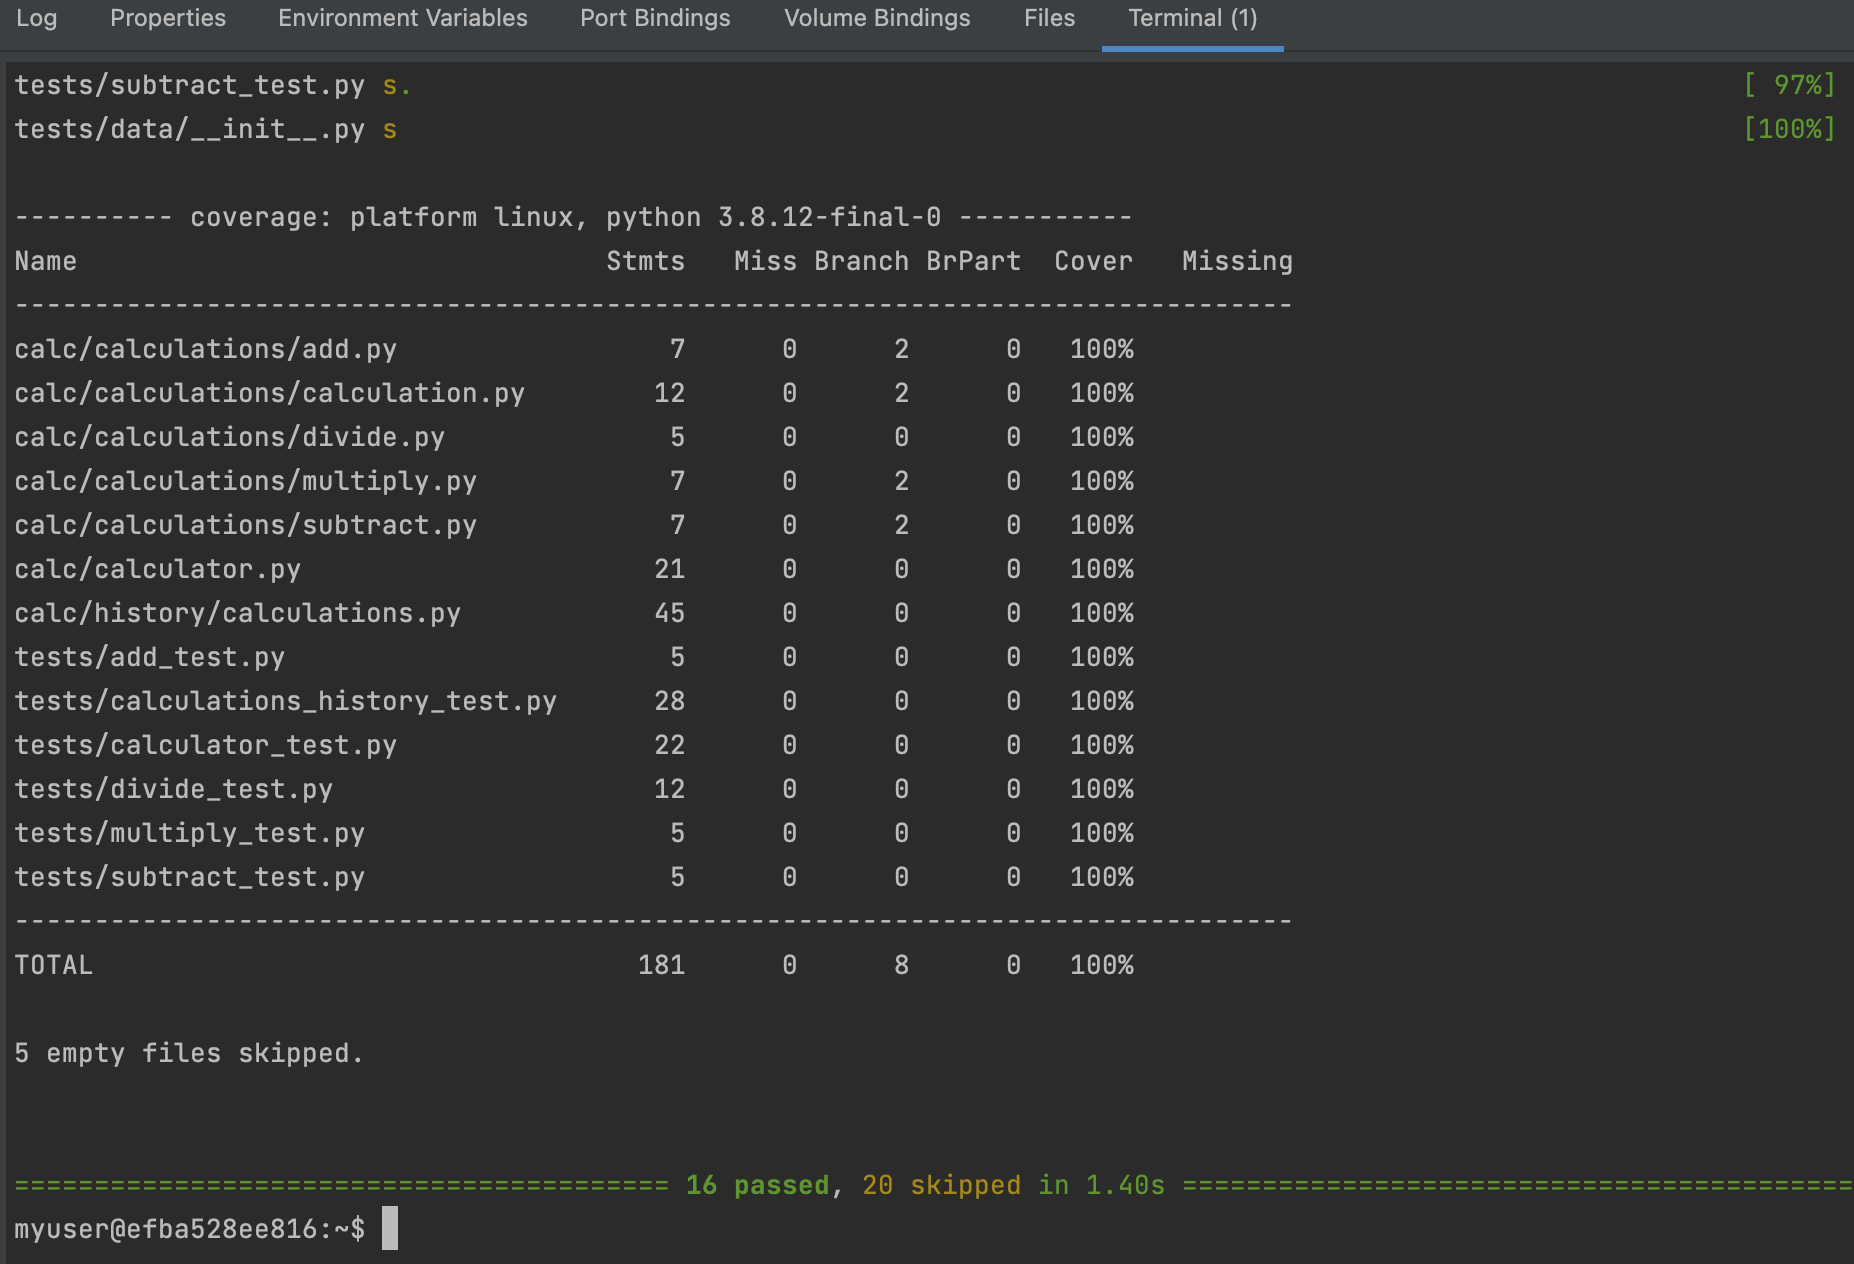 Log Properties Environment Variables Port Bindings Volume Bindings Files Terminal (1)
tests/subtract_test.py s. [ 97%]
tests/data/__init__.py s [100%]
---------- coverage: platform linux, python 3.8.12-final-0 -----------
Name Stmts Miss Branch BrPart Cover Missing
--------------------------------------------------------------------------------
calc/calculations/add.py 7 0 2 0 100%
calc/calculations/calculation.py 12 0 2 0 100%
calc/calculations/divide.py 5 0 0 0 100%
calc/calculations/multiply.py 7 0 2 0 100%
calc/calculations/subtract.py 7 0 2 0 100%
calc/calculator.py 21 0 0 0 100%
calc/history/calculations.py 45 0 0 0 100%
tests/add_test.py 5 0 0 0 100%
tests/calculations_history_test.py 28 0 0 0 100%
tests/calculator_test.py 22 0 0 0 100%
tests/divide_test.py 12 0 0 0 100%
tests/multiply_test.py 5 0 0 0 100%
tests/subtract_test.py 5 0 0 0 100%
--------------------------------------------------------------------------------
TOTAL 181 0 8 0 100%
5 empty files skipped.
========================================= 16 passed, 20 skipped in 1.40s ==========================================
myuser@efba528ee816:~$